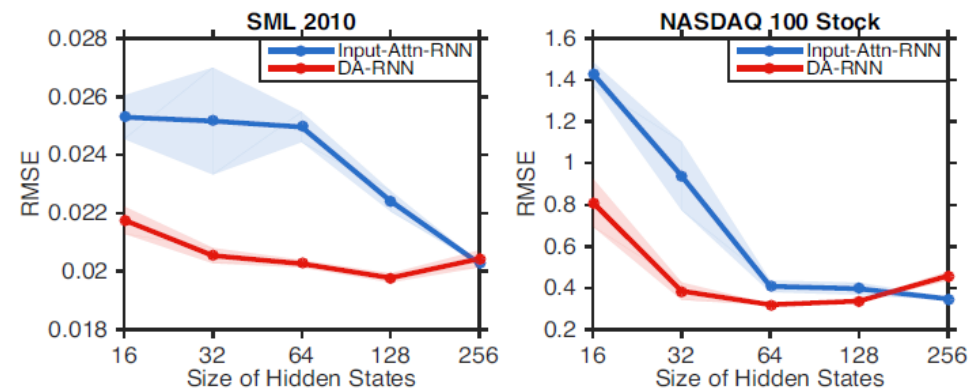 SML 2010
0.028
0.026
0.024
0.022
0.02
0.018
RMSE
Input-Attn-RNN
DA-RNN
16 32 64 128 256
Size of Hidden States
NASDAQ 100 Stock
1.6
1.4
1.2
1
0.8
0.6
0.4
0.2
RMSE
Input-Attn-RNN
DA-RNN
16 32 64 128 256
Size of Hidden States